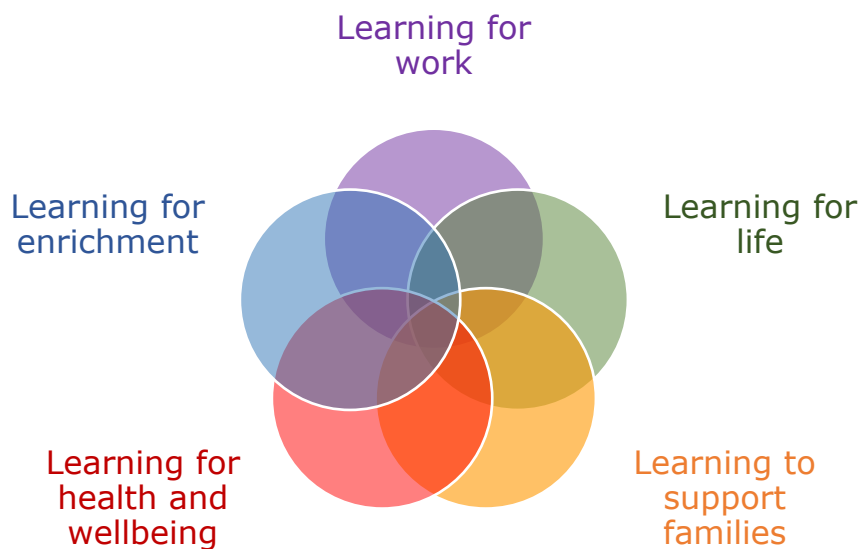 Learning for
work
Learning for
enrichment
Learning for
life
Learning for
health and
wellbeing
Learning to
support
families